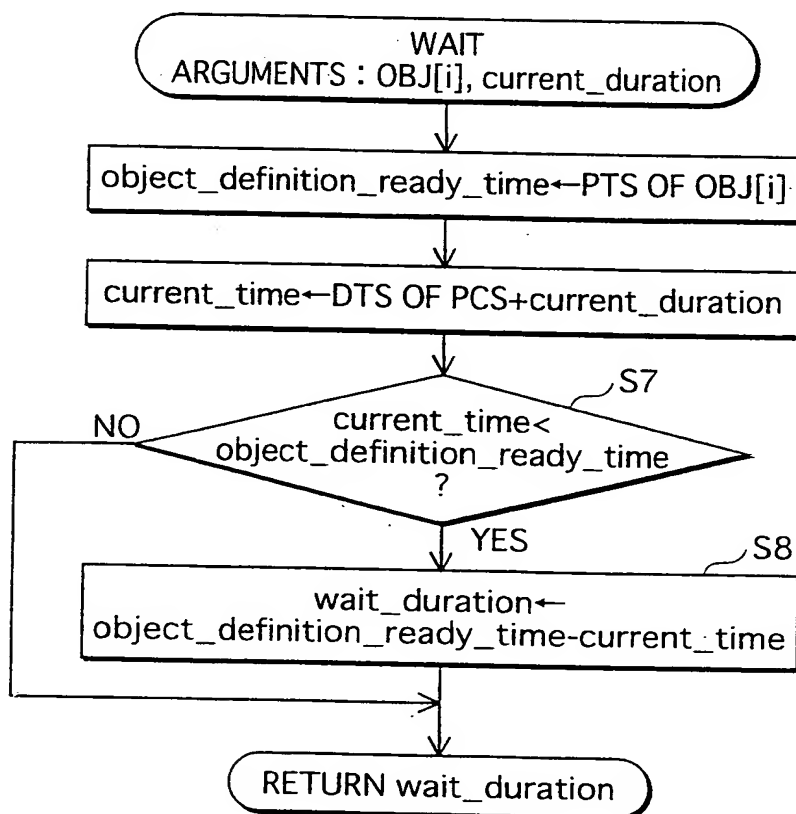 WAIT
ARGUMENTS : OBJ[i], current_duration
object_definition_ready_time←PTS OF OBJ[i]
current_time←DTS OF PCS+current_duration
S7
NO
current_time<
object_definition_ready_time
?
YES
S8
wait_duration←
object_definition_ready_time-current_time
RETURN wait_duration